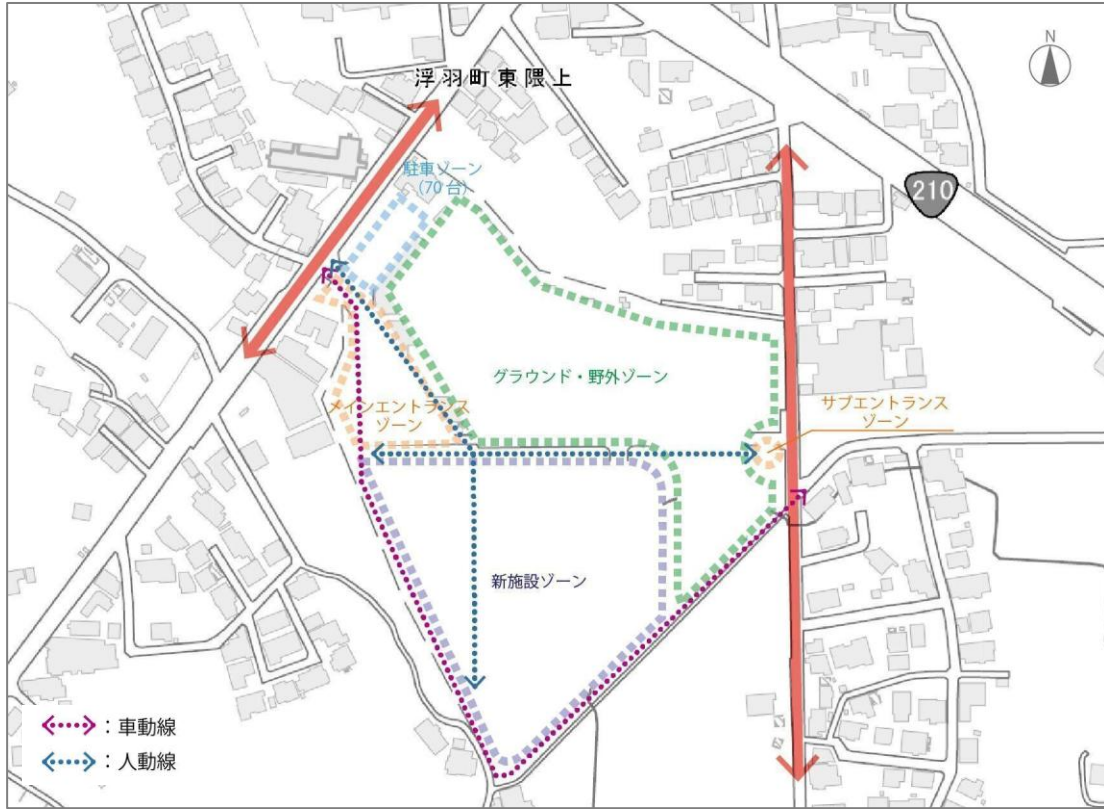 N
浮羽町東隈上
駐車ゾーン
(70台)
210
グラウンド・野外ゾーン
メインエントランス
ゾーン
サブエントランス
ゾーン
新施設ゾーン
:車動線
:人動線